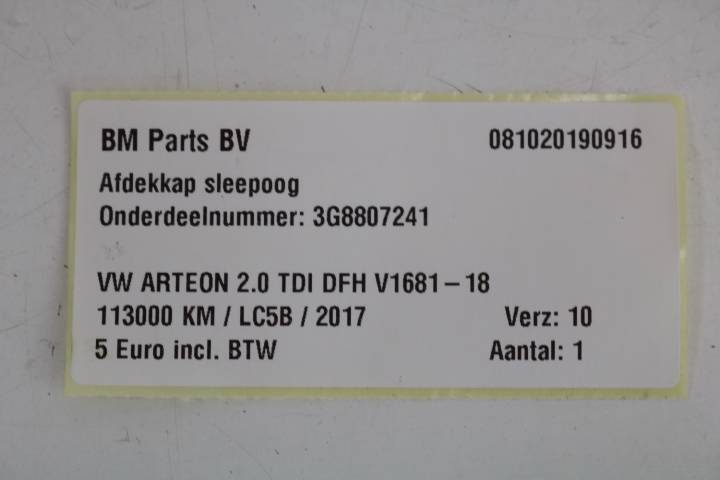 BM Parts BV 081020190916
Afdekkap sleepoog
Onderdeelnummer: 3G8807241
VW ARTEON 2.0 TDI DFH V1681-18
113000 KM / LC5B / 2017 Verz: 10
5 Euro incl. BTW Aantal: 1